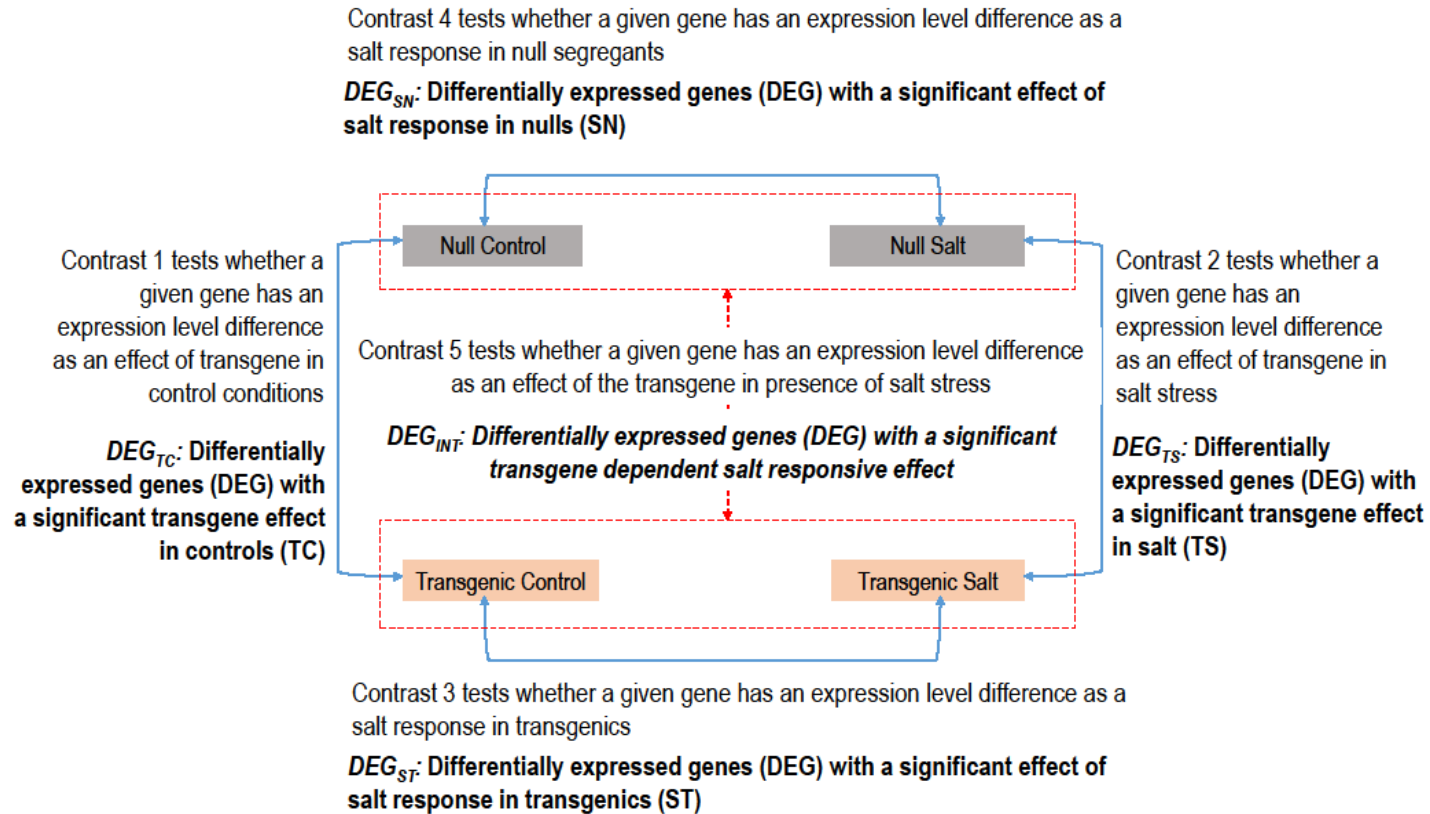 Contrast 4 tests whether a given gene has an expression level difference as a
salt response in null segregants
DEG_SN: Differentially expressed genes (DEG) with a significant effect of
salt response in nulls (SN)
Null Control
Null Salt
Contrast 1 tests whether a
given gene has an
expression level difference
as an effect of transgene in
control conditions
DEG_TC: Differentially
expressed genes (DEG) with
a significant transgene effect
in controls (TC)
Contrast 5 tests whether a given gene has an expression level difference
as an effect of the transgene in presence of salt stress
DEG_INT: Differentially expressed genes (DEG) with a significant
transgene dependent salt responsive effect
Contrast 2 tests whether a
given gene has an
expression level difference
as an effect of transgene in
salt stress
DEG_TS: Differentially
expressed genes (DEG) with
a significant transgene effect
in salt (TS)
Transgenic Control
Transgenic Salt
Contrast 3 tests whether a given gene has an expression level difference as a
salt response in transgenics
DEG_ST: Differentially expressed genes (DEG) with a significant effect of
salt response in transgenics (ST)